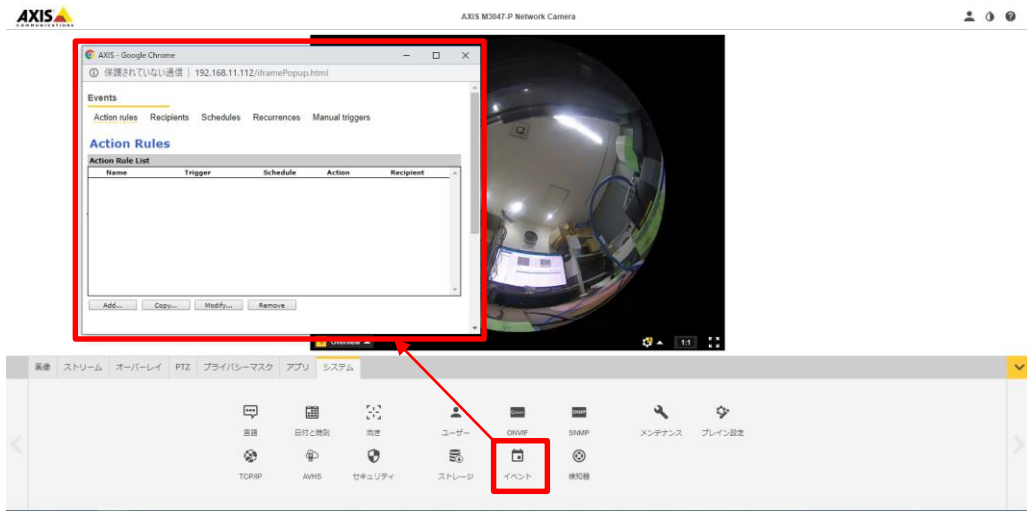 AXIS
COMMUNICATIONS
AXIS M3047-P Network Camera
AXIS - Google Chrome
保護されていない通信 | 192.168.11.112/iframePopup.html
Events
Action rules Recipients Schedules Recurrences Manual triggers
Action Rules
Action Rule List
Name Trigger Schedule Action Recipient
Add... Copy... Modify... Remove
Overview
1:1
画像 ストリーム オーバーレイ PTZ プライバシーマスク アプリ システム
言語 日付と時刻 向き ユーザー ONVIF SNMP メンテナンス プレイン設定
TCP/IP AVHS セキュリティ ストレージ イベント 検知器